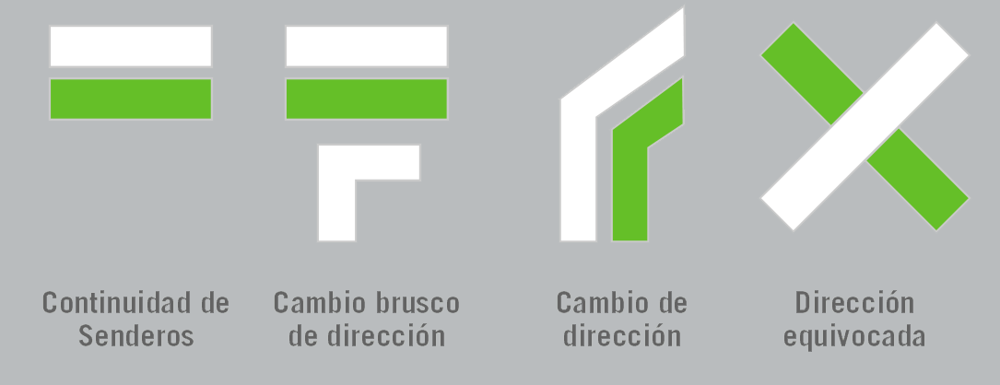 Continuidad de
Senderos
Cambio brusco
de dirección
Cambio de
dirección
Dirección
equivocada